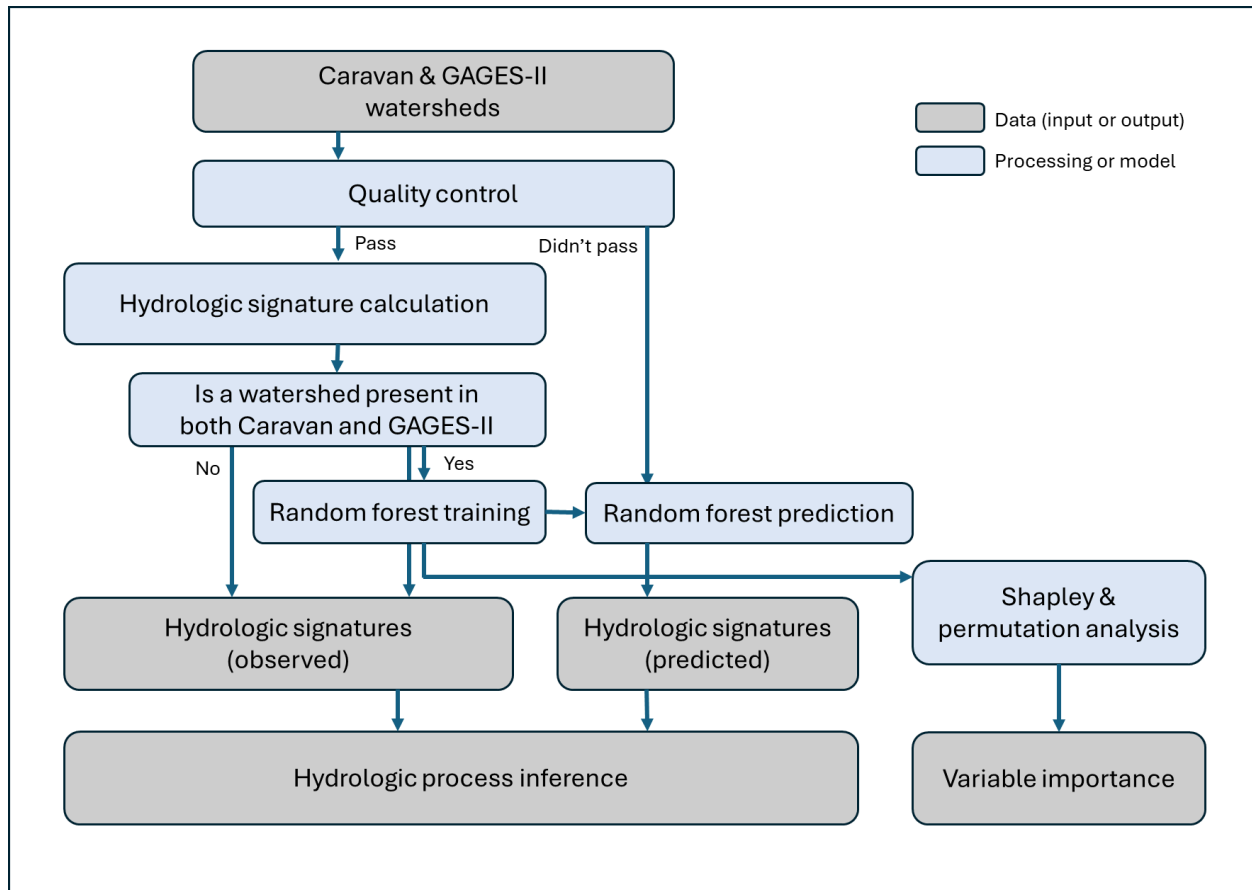 Caravan & GAGES-II
watersheds
Data (input or output)
Processing or model
Quality control
Pass
Didn't pass
Hydrologic signature calculation
Is a watershed present in
both Caravan and GAGES-II
No
Yes
Random forest training
Random forest prediction
Shapley &
permutation analysis
Hydrologic signatures
(observed)
Hydrologic signatures
(predicted)
Hydrologic process inference
Variable importance